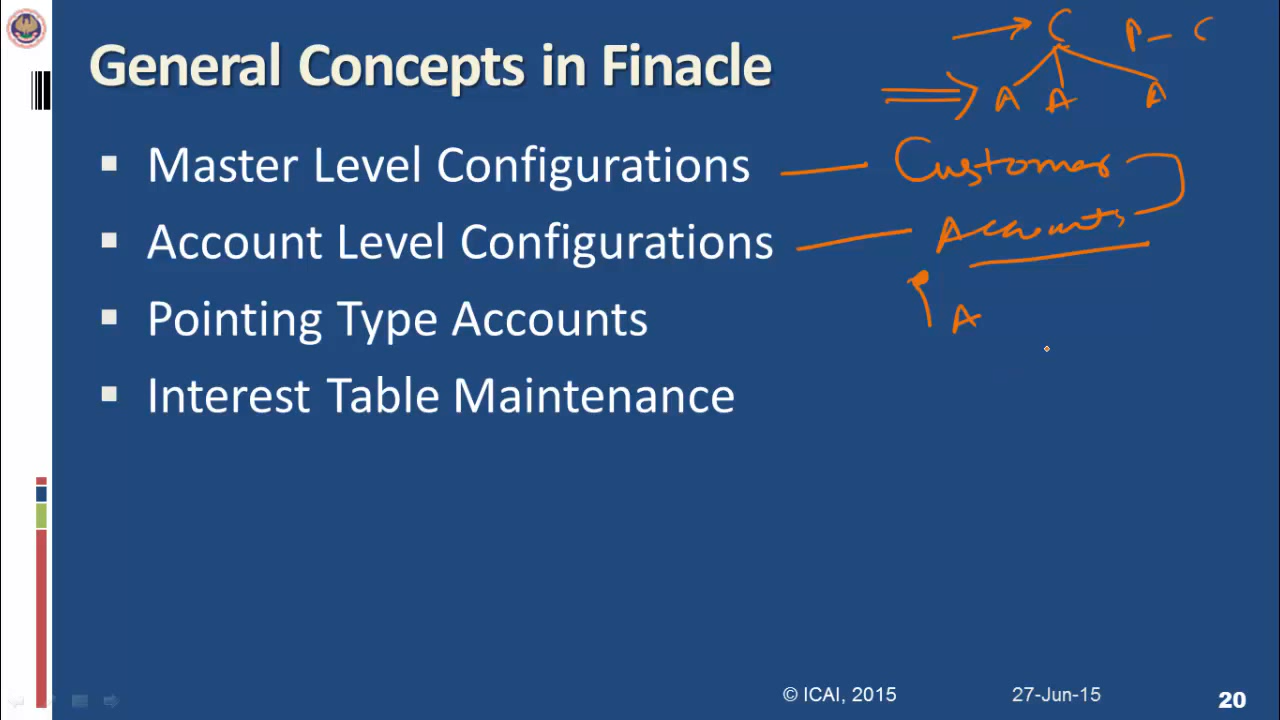 C P - C
General Concepts in Finacle
A A A
Master Level Configurations — Customer
Account Level Configurations — Accounts
Pointing Type Accounts A
Interest Table Maintenance
© ICAI, 2015 27-Jun-15 20